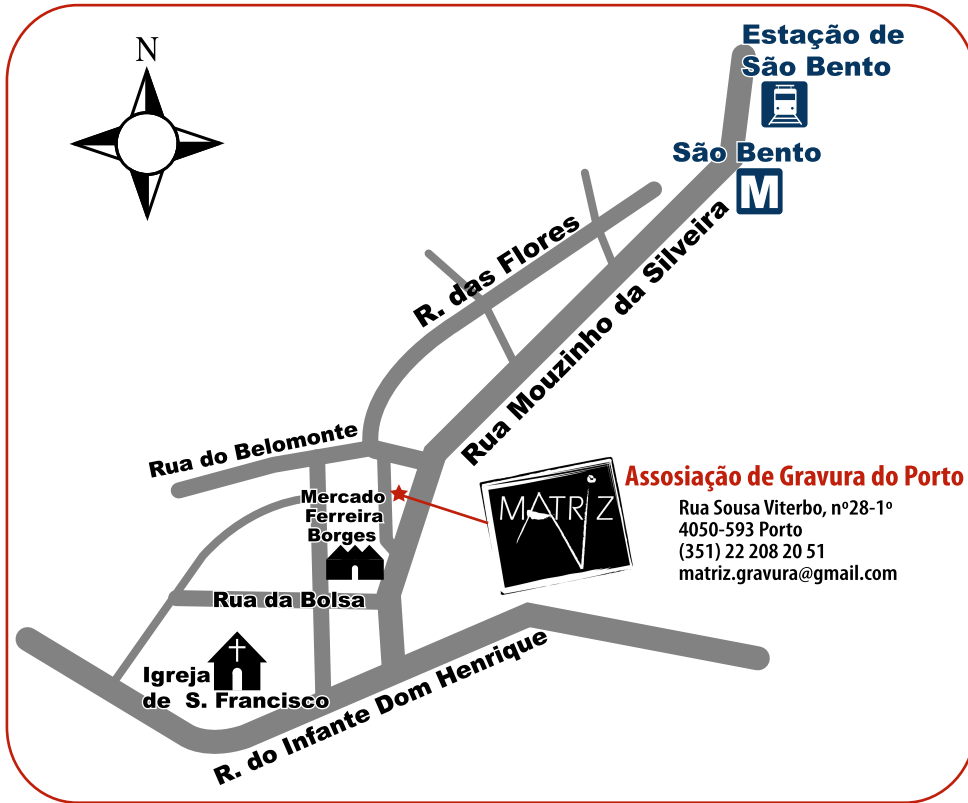 N
Estação de
São Bento
São Bento
M
R. das Flores
Rua Mouzinho da Silveira
Rua do Belomonte
Mercado
Ferreira
Borges
MATRIZ
Assosiação de Gravura do Porto
Rua Sousa Viterbo, nº28-1º
4050-593 Porto
(351) 22 208 20 51
matriz.gravura@gmail.com
Rua da Bolsa
Igreja
de S. Francisco
R. do Infante Dom Henrique